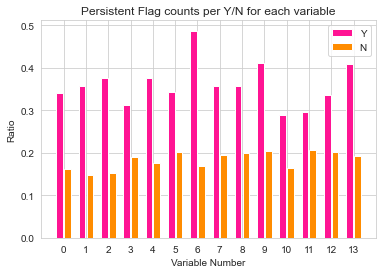 Persistent Flag counts per Y/N for each variable
Y
N
0.5
0.4
0.3
0.2
0.1
0.0
Ratio
0 1 2 3 4 5 6 7 8 9 10 11 12 13
Variable Number